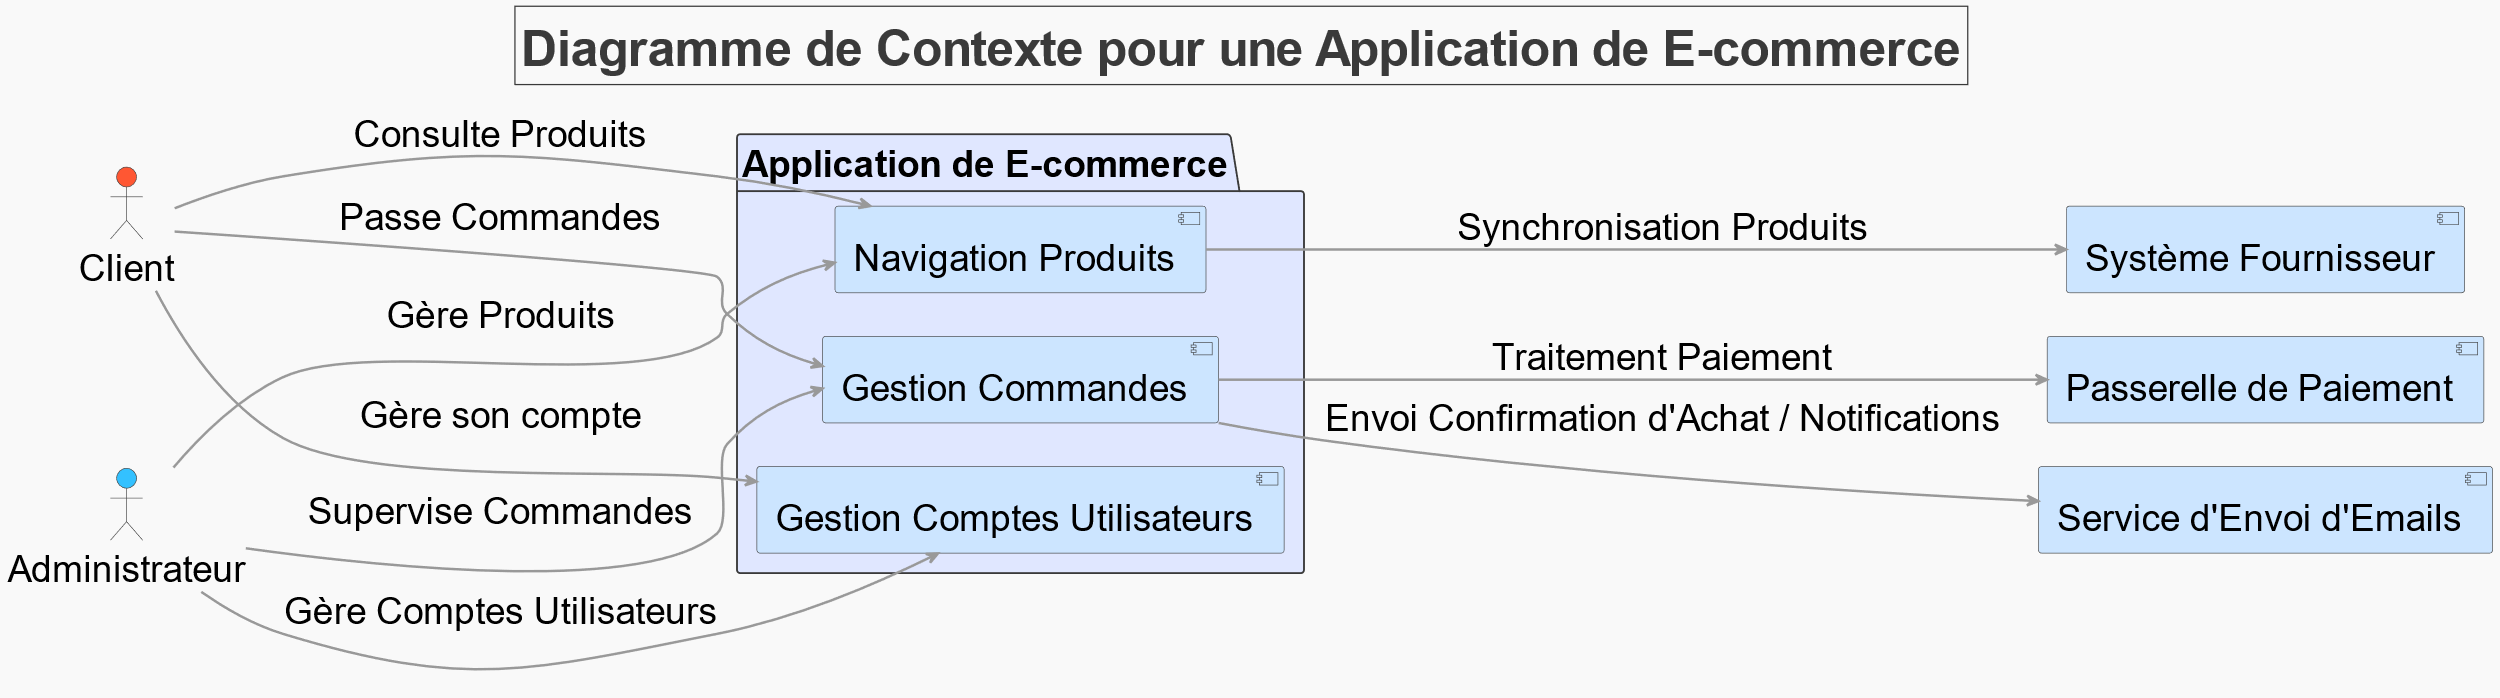 Diagramme de Contexte pour une Application de E-commerce
Consulte Produits
Application de E-commerce
Passe Commandes
Client
Navigation Produits
Synchronisation Produits
Système Fournisseur
Gère Produits
Gestion Commandes
Traitement Paiement
Passerelle de Paiement
Gère son compte
Envoi Confirmation d'Achat / Notifications
Supervise Commandes
Gestion Comptes Utilisateurs
Service d'Envoi d'Emails
Administrateur
Gère Comptes Utilisateurs